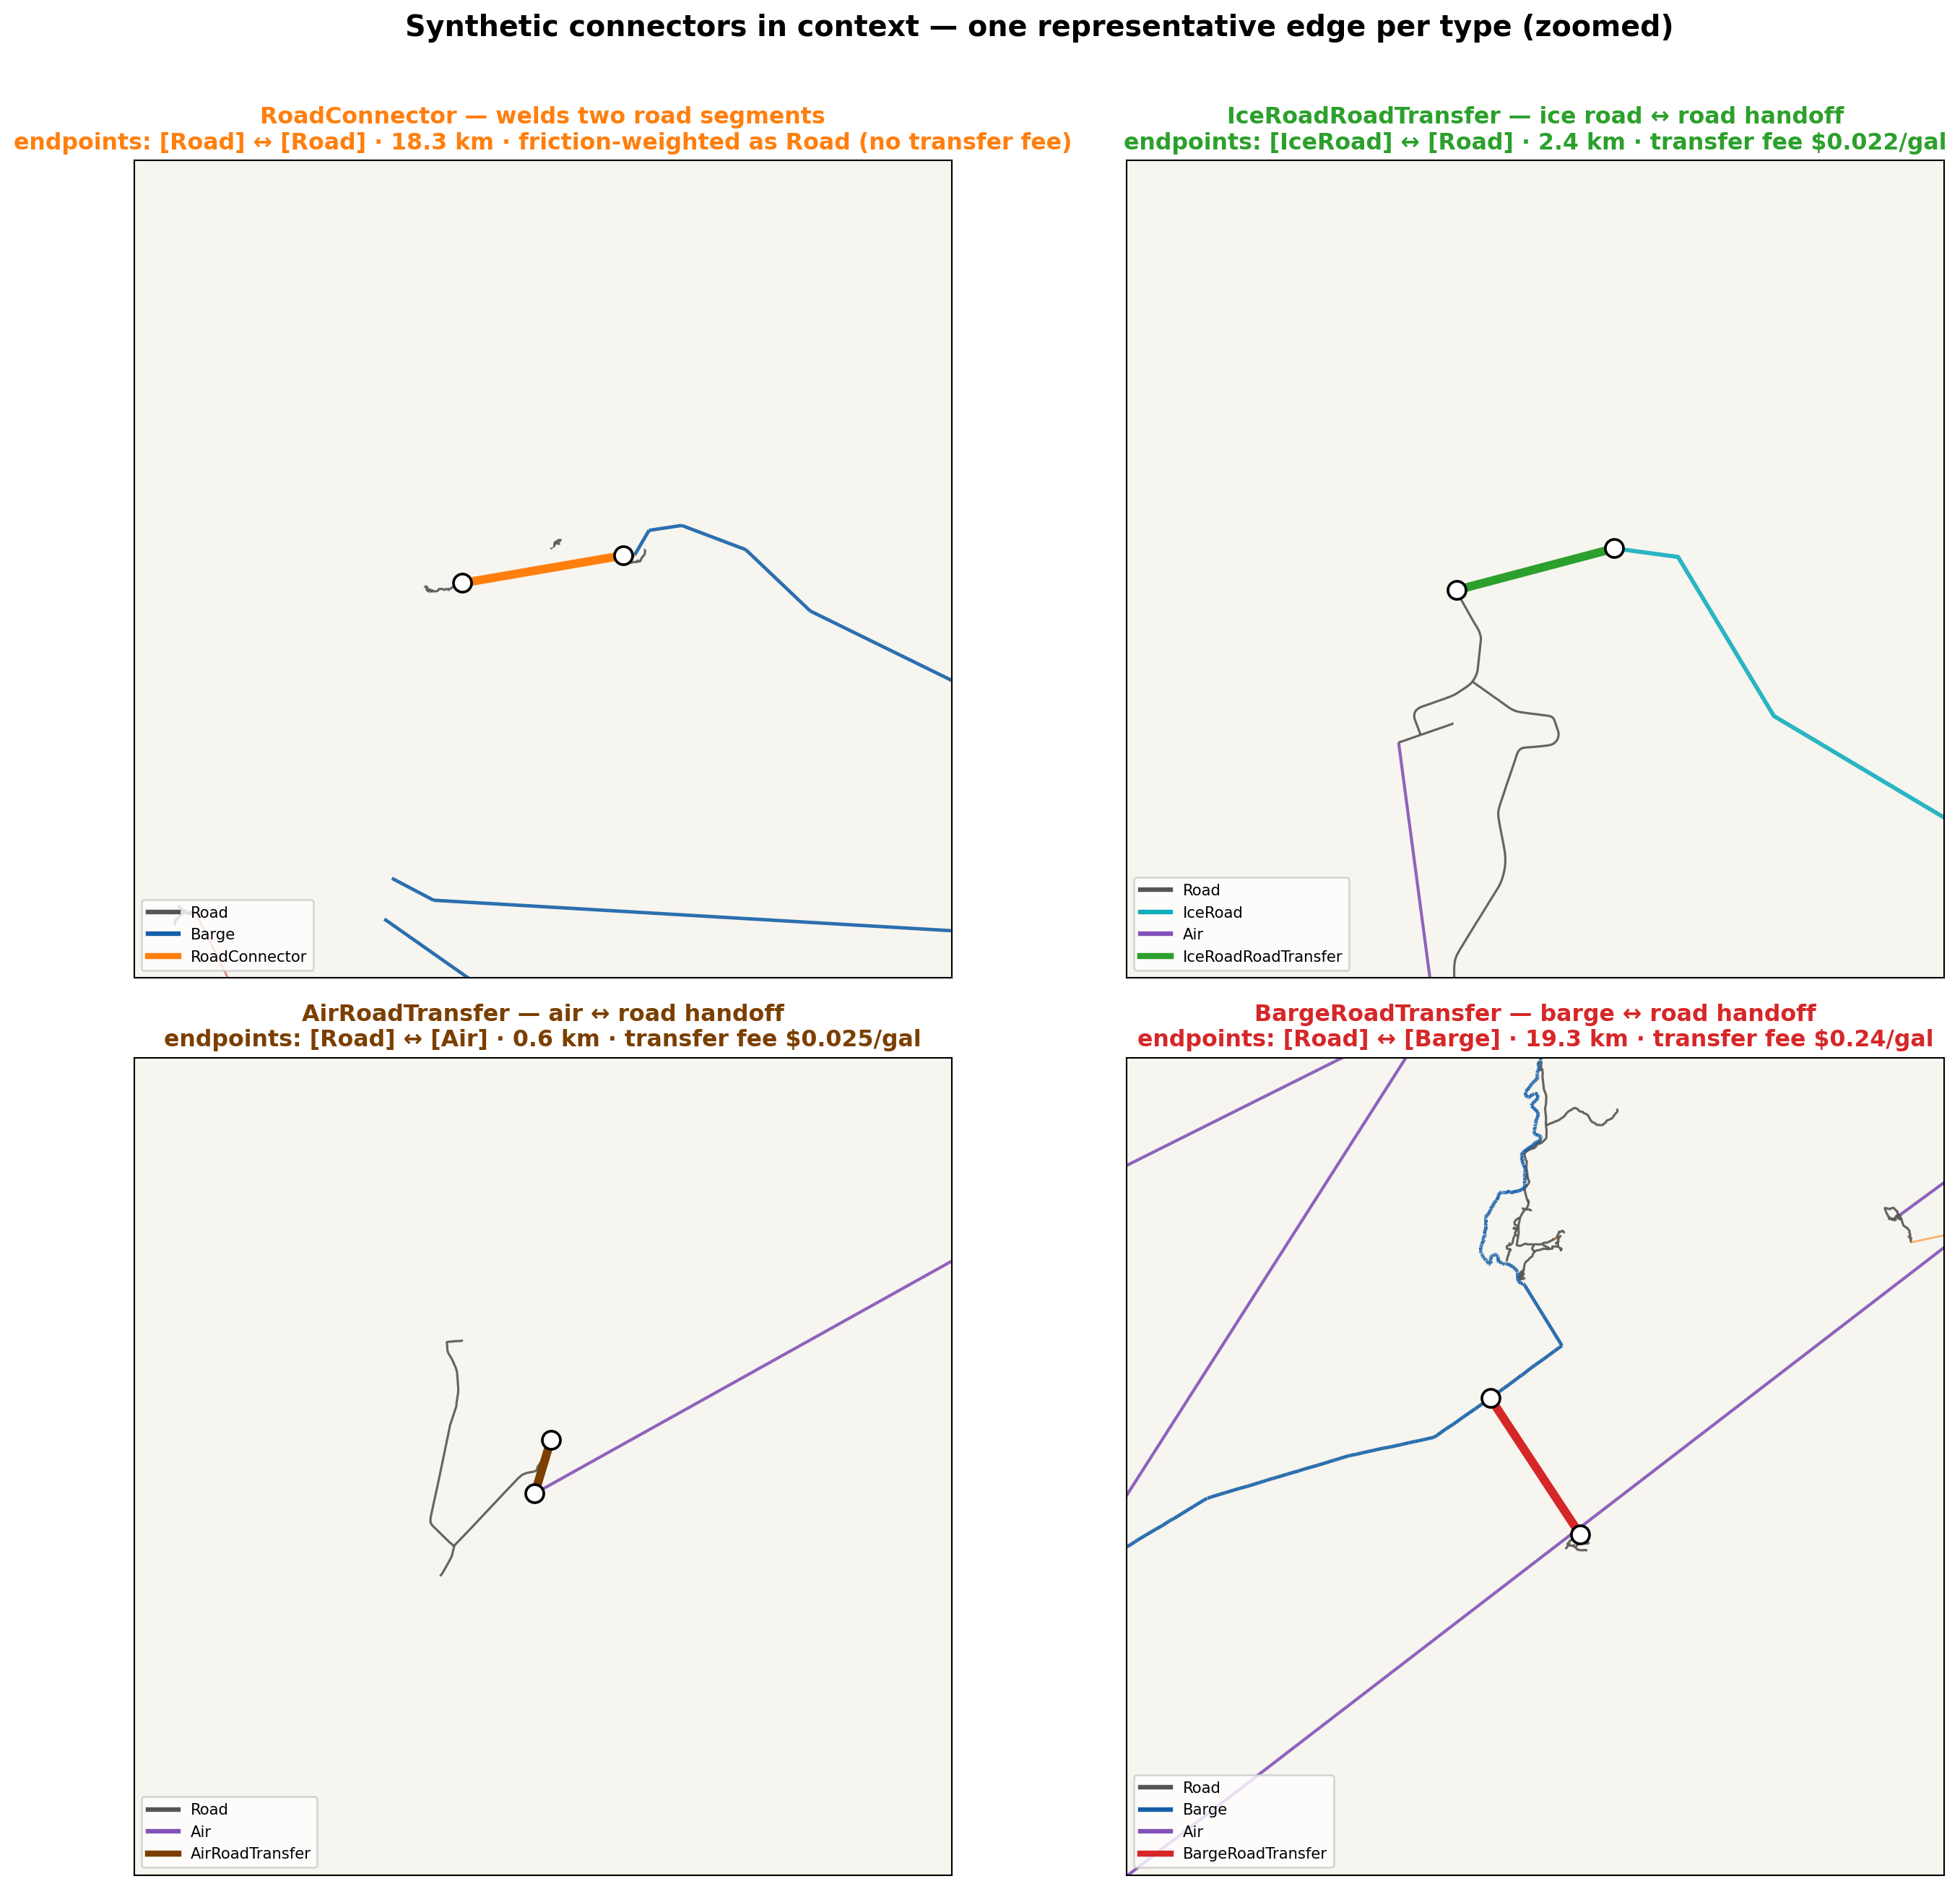 Synthetic connectors in context — one representative edge per type (zoomed)
RoadConnector — welds two road segments
endpoints: [Road] ↔ [Road] · 18.3 km · friction-weighted as Road (no transfer fee)
Road
Barge
RoadConnector
IceRoadRoadTransfer — ice road ↔ road handoff
endpoints: [IceRoad] ↔ [Road] · 2.4 km · transfer fee $0.022/gal
Road
IceRoad
Air
IceRoadRoadTransfer
AirRoadTransfer — air ↔ road handoff
endpoints: [Road] ↔ [Air] · 0.6 km · transfer fee $0.025/gal
Road
Air
AirRoadTransfer
BargeRoadTransfer — barge ↔ road handoff
endpoints: [Road] ↔ [Barge] · 19.3 km · transfer fee $0.24/gal
Road
Barge
Air
BargeRoadTransfer